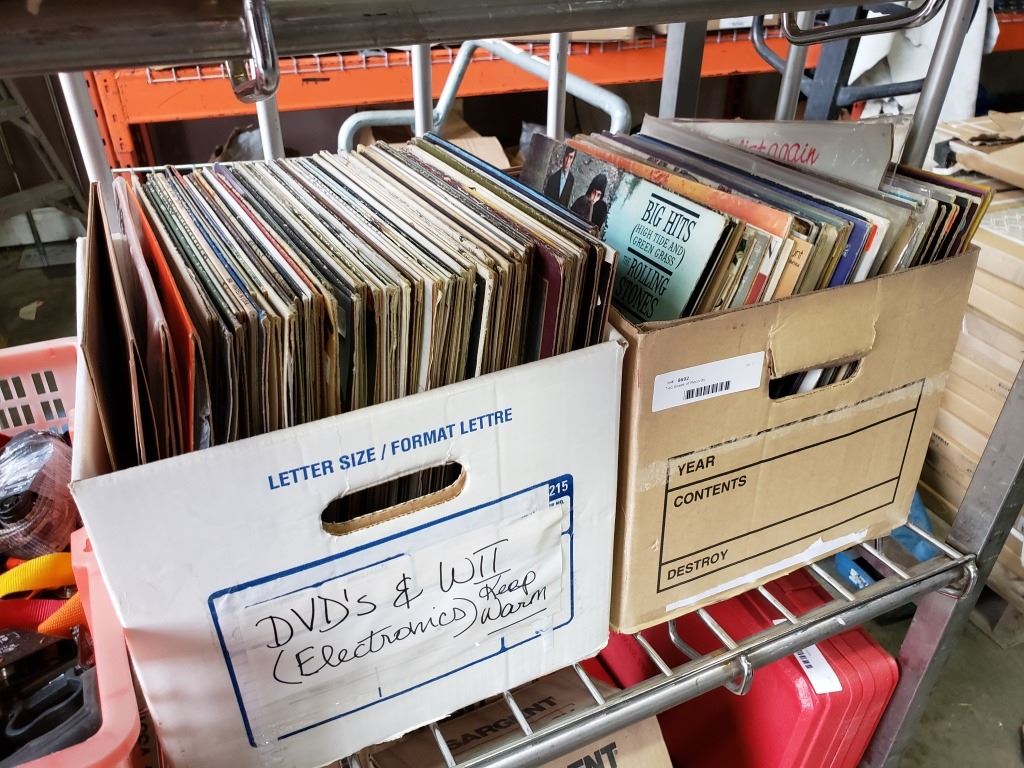 again
BIG HITS
(HIGH TIDE AND
GREEN GRASS)
THE ROLLING
STONES
LETTER SIZE / FORMAT LETTRE
215
DVD's & WII
(Electronics) Keep
Warm
YEAR
CONTENTS
DESTROY
SARGENT